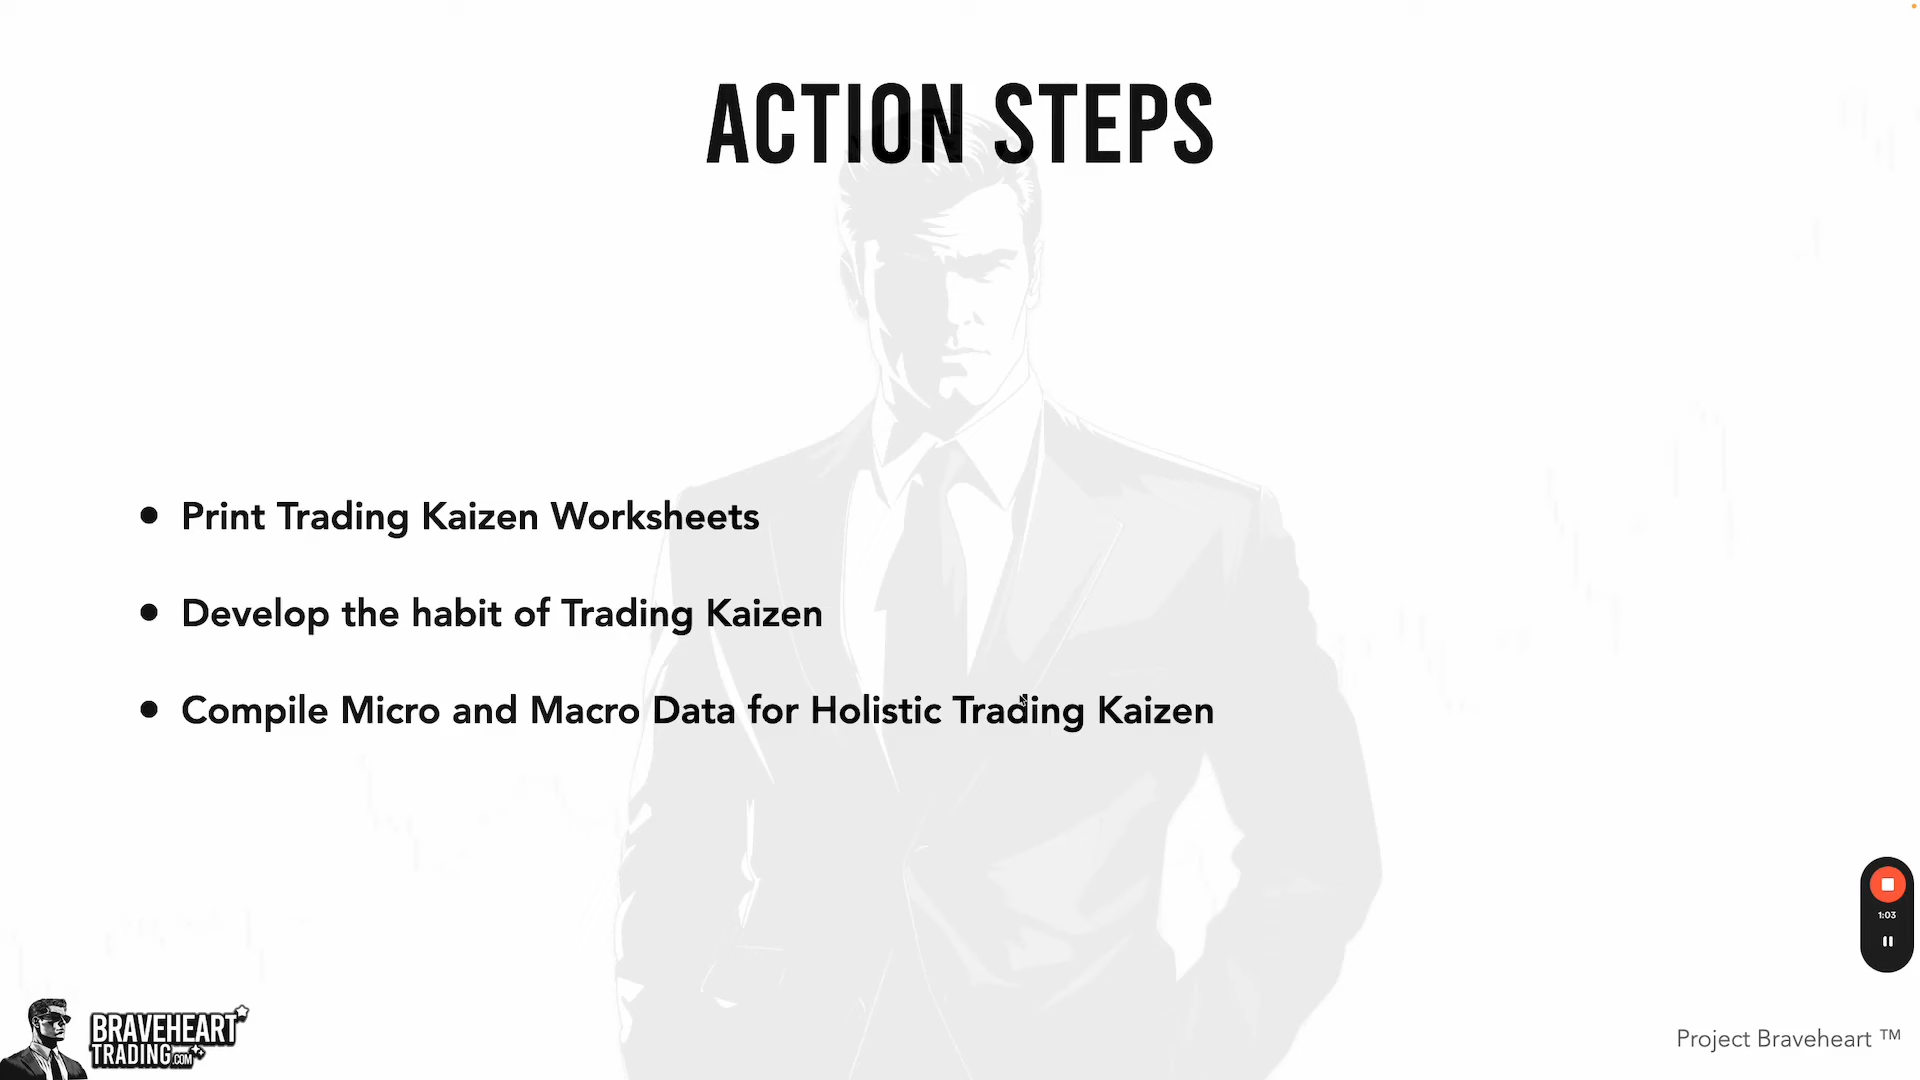 ACTION STEPS
• Print Trading Kaizen Worksheets
• Develop the habit of Trading Kaizen
• Compile Micro and Macro Data for Holistic Trading Kaizen
1:03
BRAVEHEART
TRADING.COM
Project Braveheart ™